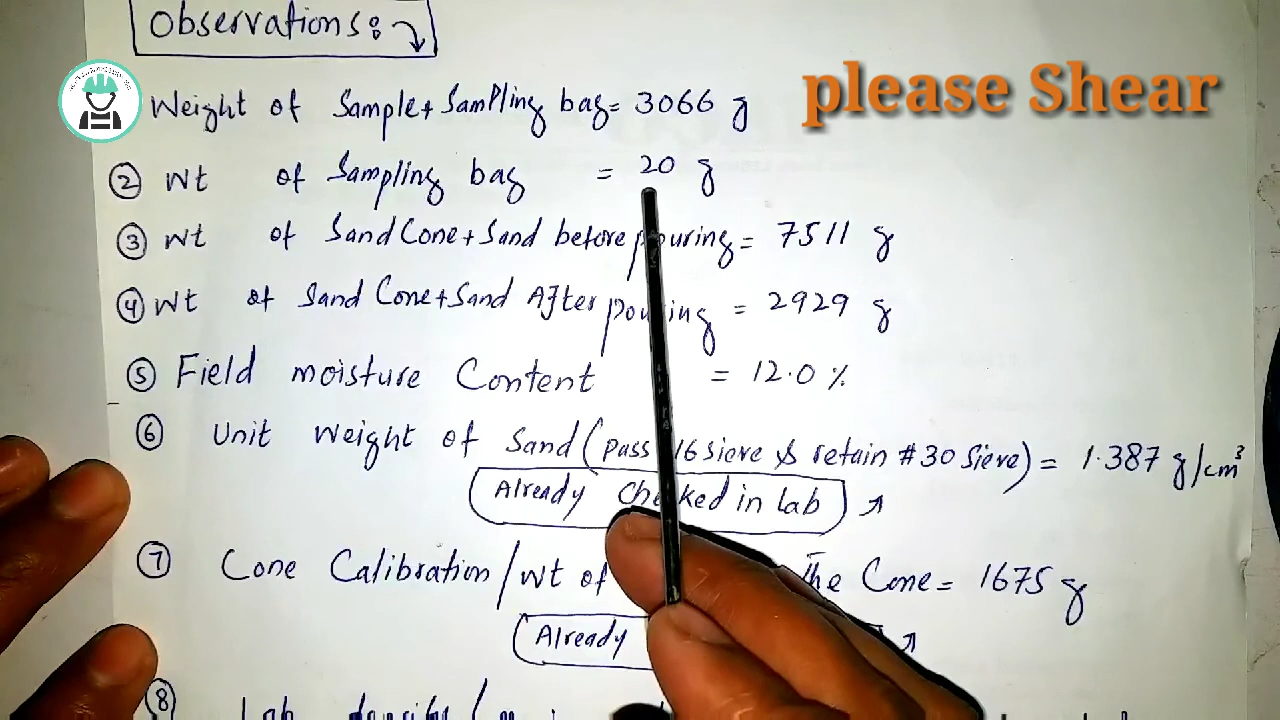 Observations:
please Shear
Weight of Sample + Sampling bag = 3066 g
② Wt of Sampling bag = 20 g
③ Wt of Sand Cone + Sand before pouring = 7511 g
④ Wt of Sand Cone + Sand After pouring = 2929 g
⑤ Field moisture Content = 12.0 %
⑥ Unit Weight of Sand (pass 16 sieve & retain #30 Sieve) = 1.387 g/cm³
Already Checked in Lab
⑦ Cone Calibration / Wt of The Cone = 1675 g
Already
⑧ Lab density